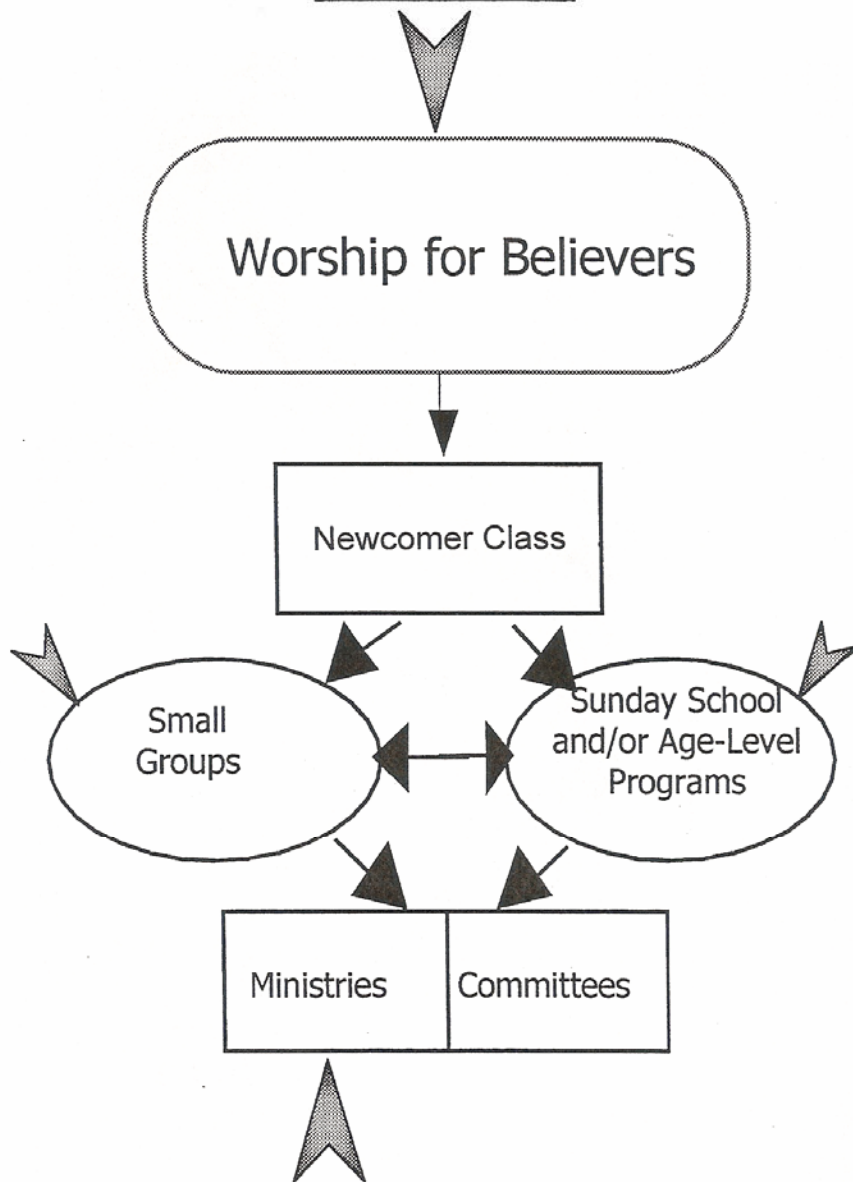 Worship for Believers
Newcomer Class
Small
Groups
Sunday School
and/or Age-Level
Programs
Ministries
Committees